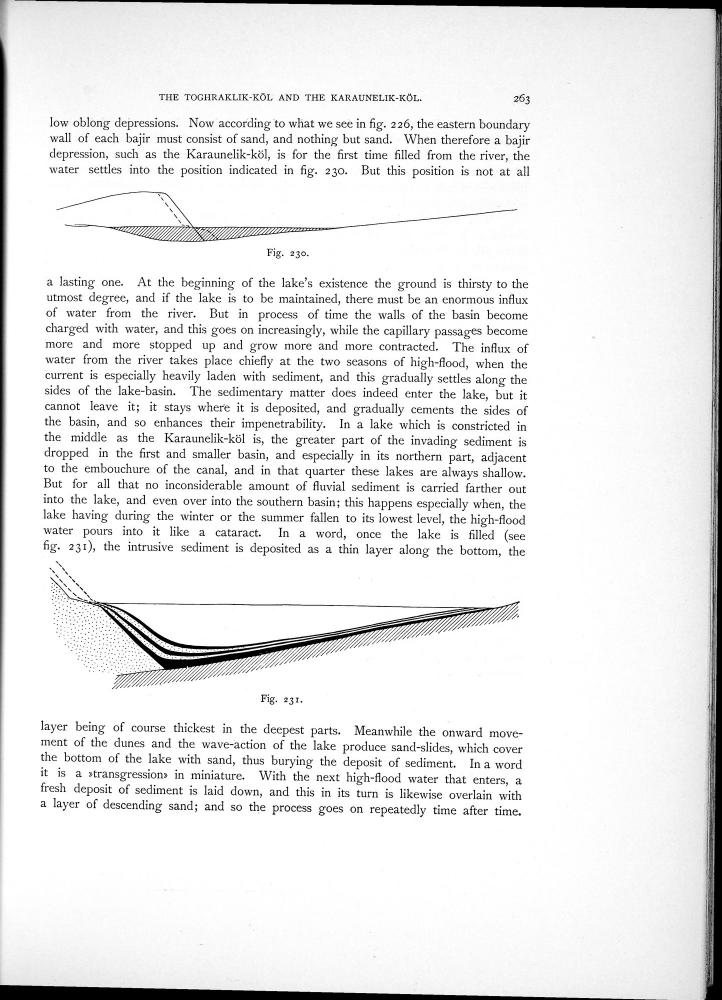 THE TOGHRAKLIK-KÖL AND THE KARAUNELIK-KÖL. 263
low oblong depressions. Now according to what we see in fig. 226, the eastern boundary
wall of each bajir must consist of sand, and nothing but sand. When therefore a bajir
depression, such as the Karaunelik-köl, is for the first time filled from the river, the
water settles into the position indicated in fig. 230. But this position is not at all
Fig. 230.
a lasting one. At the beginning of the lake's existence the ground is thirsty to the
utmost degree, and if the lake is to be maintained, there must be an enormous influx
of water from the river. But in process of time the walls of the basin become
charged with water, and this goes on increasingly, while the capillary passages become
more and more stopped up and grow more and more contracted. The influx of
water from the river takes place chiefly at the two seasons of high-flood, when the
current is especially heavily laden with sediment, and this gradually settles along the
sides of the lake-basin. The sedimentary matter does indeed enter the lake, but it
cannot leave it; it stays where it is deposited, and gradually cements the sides of
the basin, and so enhances their impenetrability. In a lake which is constricted in
the middle as the Karaunelik-köl is, the greater part of the invading sediment is
dropped in the first and smaller basin, and especially in its northern part, adjacent
to the embouchure of the canal, and in that quarter these lakes are always shallow.
But for all that no inconsiderable amount of fluvial sediment is carried farther out
into the lake, and even over into the southern basin; this happens especially when, the
lake having during the winter or the summer fallen to its lowest level, the high-flood
water pours into it like a cataract. In a word, once the lake is filled (see
fig. 231), the intrusive sediment is deposited as a thin layer along the bottom, the
Fig. 231.
layer being of course thickest in the deepest parts. Meanwhile the onward move-
ment of the dunes and the wave-action of the lake produce sand-slides, which cover
the bottom of the lake with sand, thus burying the deposit of sediment. In a word
it is a »transgression» in miniature. With the next high-flood water that enters, a
fresh deposit of sediment is laid down, and this in its turn is likewise overlain with
a layer of descending sand; and so the process goes on repeatedly time after time.